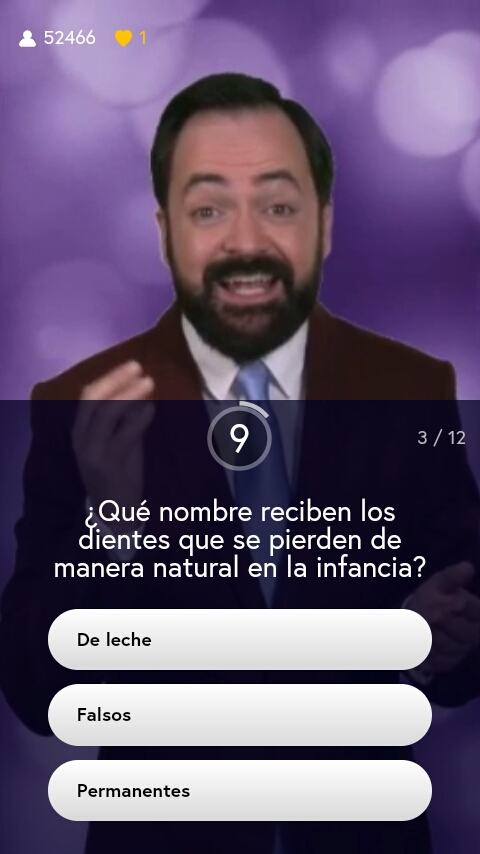 52466 1
9
3 / 12
¿Qué nombre reciben los
dientes que se pierden de
manera natural en la infancia?
De leche
Falsos
Permanentes